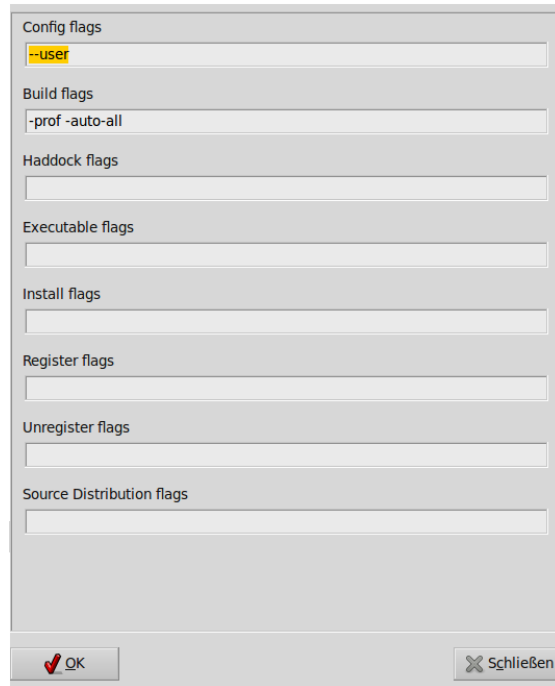 Config flags
--user
Build flags
-prof -auto-all
Haddock flags
Executable flags
Install flags
Register flags
Unregister flags
Source Distribution flags
OK
Schließen